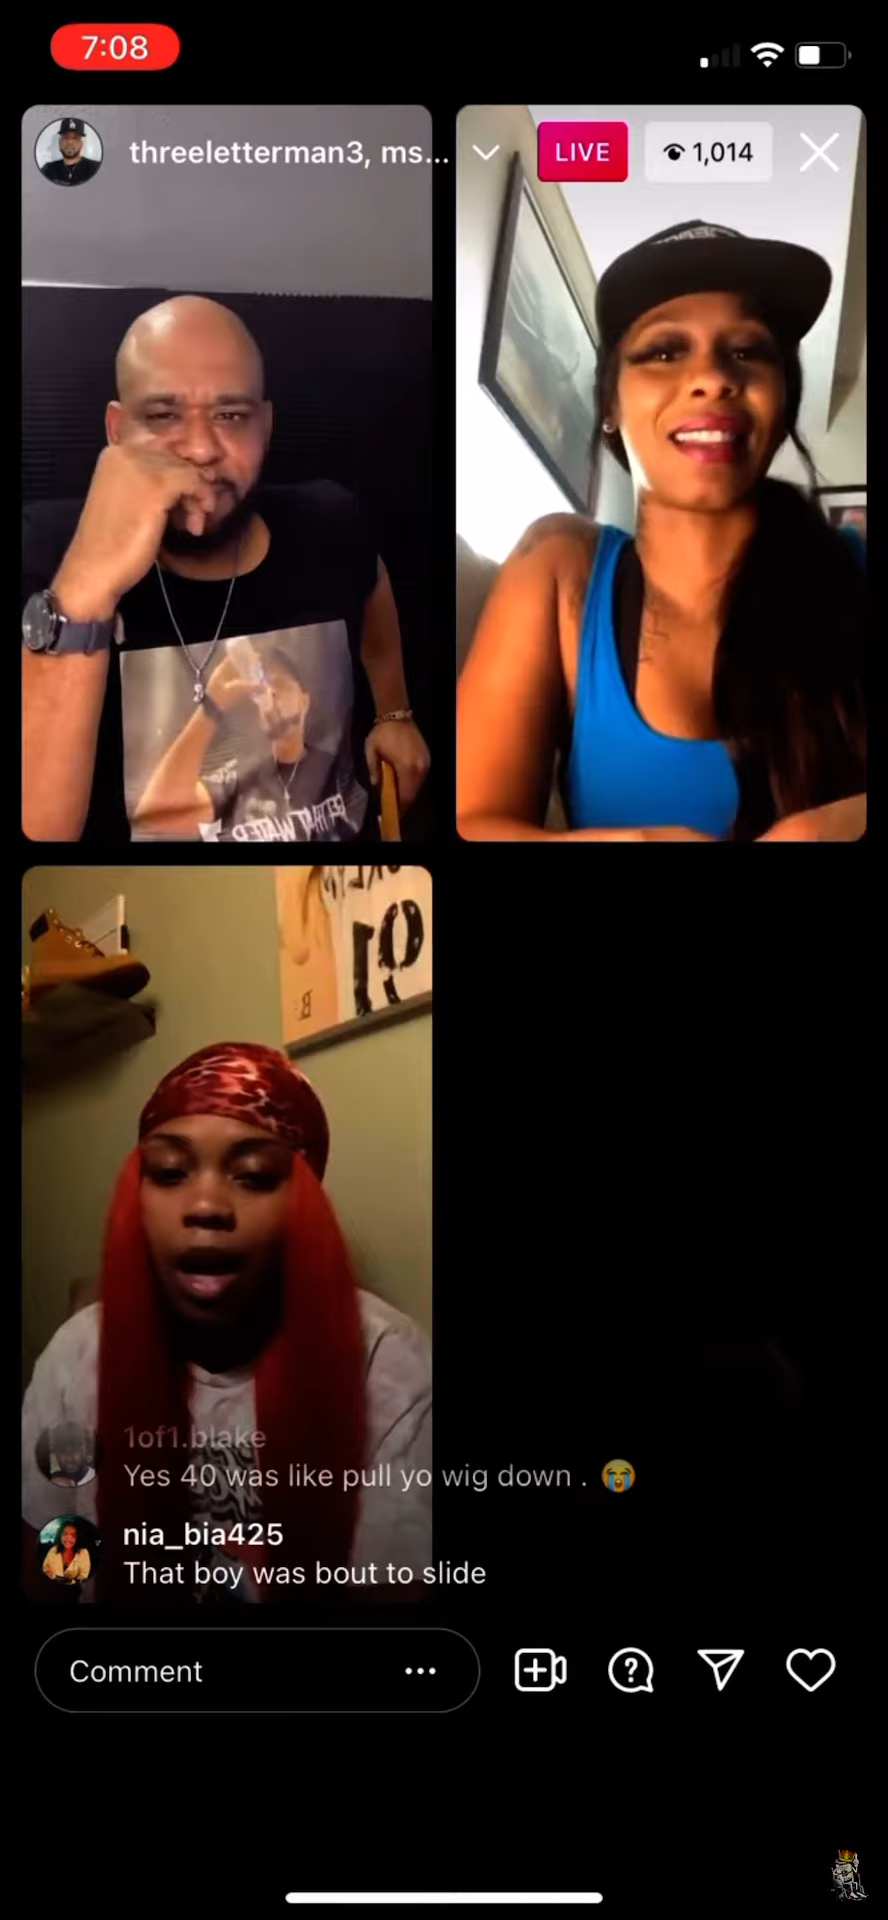 7:08
threeletterman3, ms...
LIVE
1,014
1of1.blake
Yes 40 was like pull yo wig down . 😭
nia_bia425
That boy was bout to slide
Comment